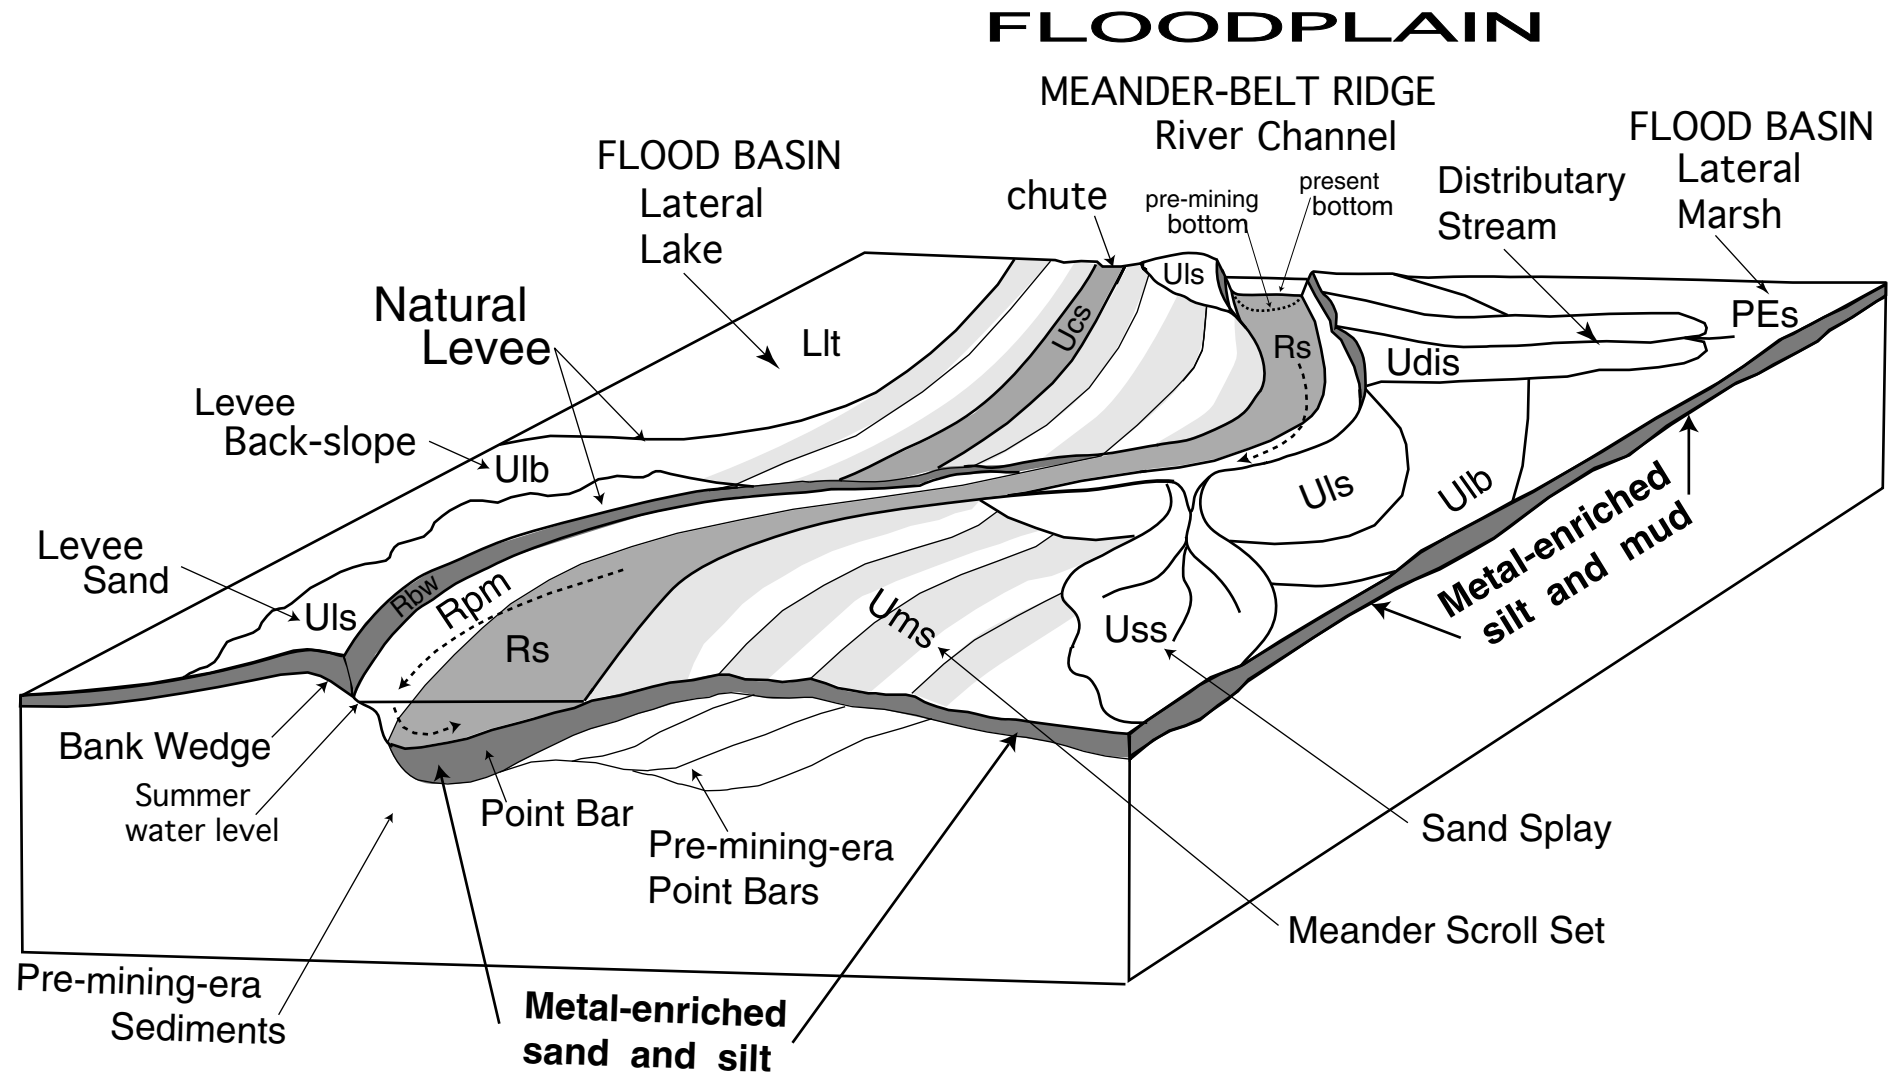 FLOODPLAIN
MEANDER-BELT RIDGE
River Channel
FLOOD BASIN
Lateral
Marsh
FLOOD BASIN
Lateral
Lake
chute
pre-mining
bottom
present
bottom
Distributary
Stream
Natural
Levee
Llt
Ucs
Uls
Rs
PEs
Udis
Levee
Back-slope
Ulb
Uls
Ulb
Metal-enriched
silt and mud
Levee
Sand
Uls
Rbw
Rpm
Rs
Ums
Uss
Bank Wedge
Summer
water level
Point Bar
Pre-mining-era
Point Bars
Sand Splay
Meander Scroll Set
Pre-mining-era
Sediments
Metal-enriched
sand and silt